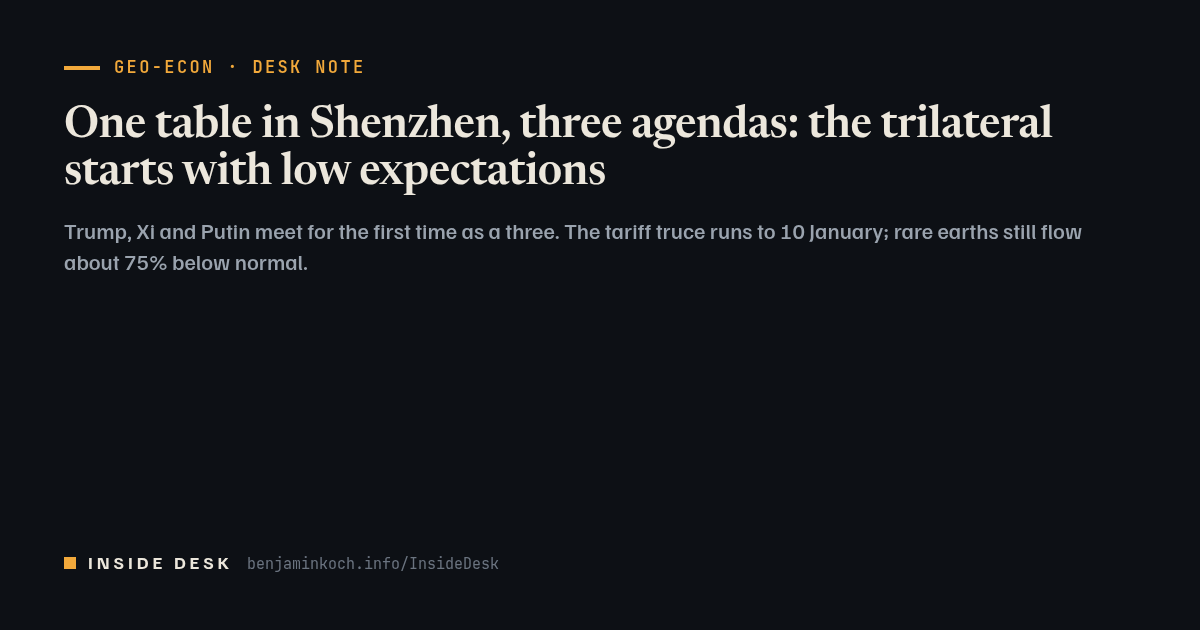 GEO-ECON · DESK NOTE
One table in Shenzhen, three agendas: the trilateral
starts with low expectations
Trump, Xi and Putin meet for the first time as a three. The tariff truce runs to 10 January; rare earths still flow
about 75% below normal.
INSIDE DESK benjaminkoch.info/InsideDesk